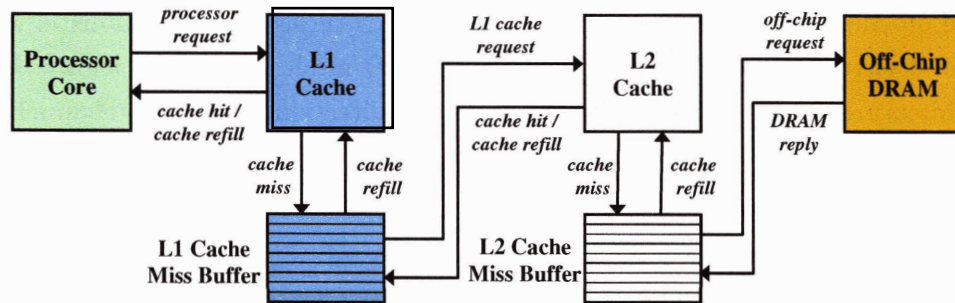 processor
request
Processor
Core
cache hit /
cache refill
L1
Cache
cache
miss
cache
refill
L1 Cache
Miss Buffer
L1 cache
request
cache hit /
cache refill
L2
Cache
cache
miss
cache
refill
L2 Cache
Miss Buffer
off-chip
request
DRAM
reply
Off-Chip
DRAM